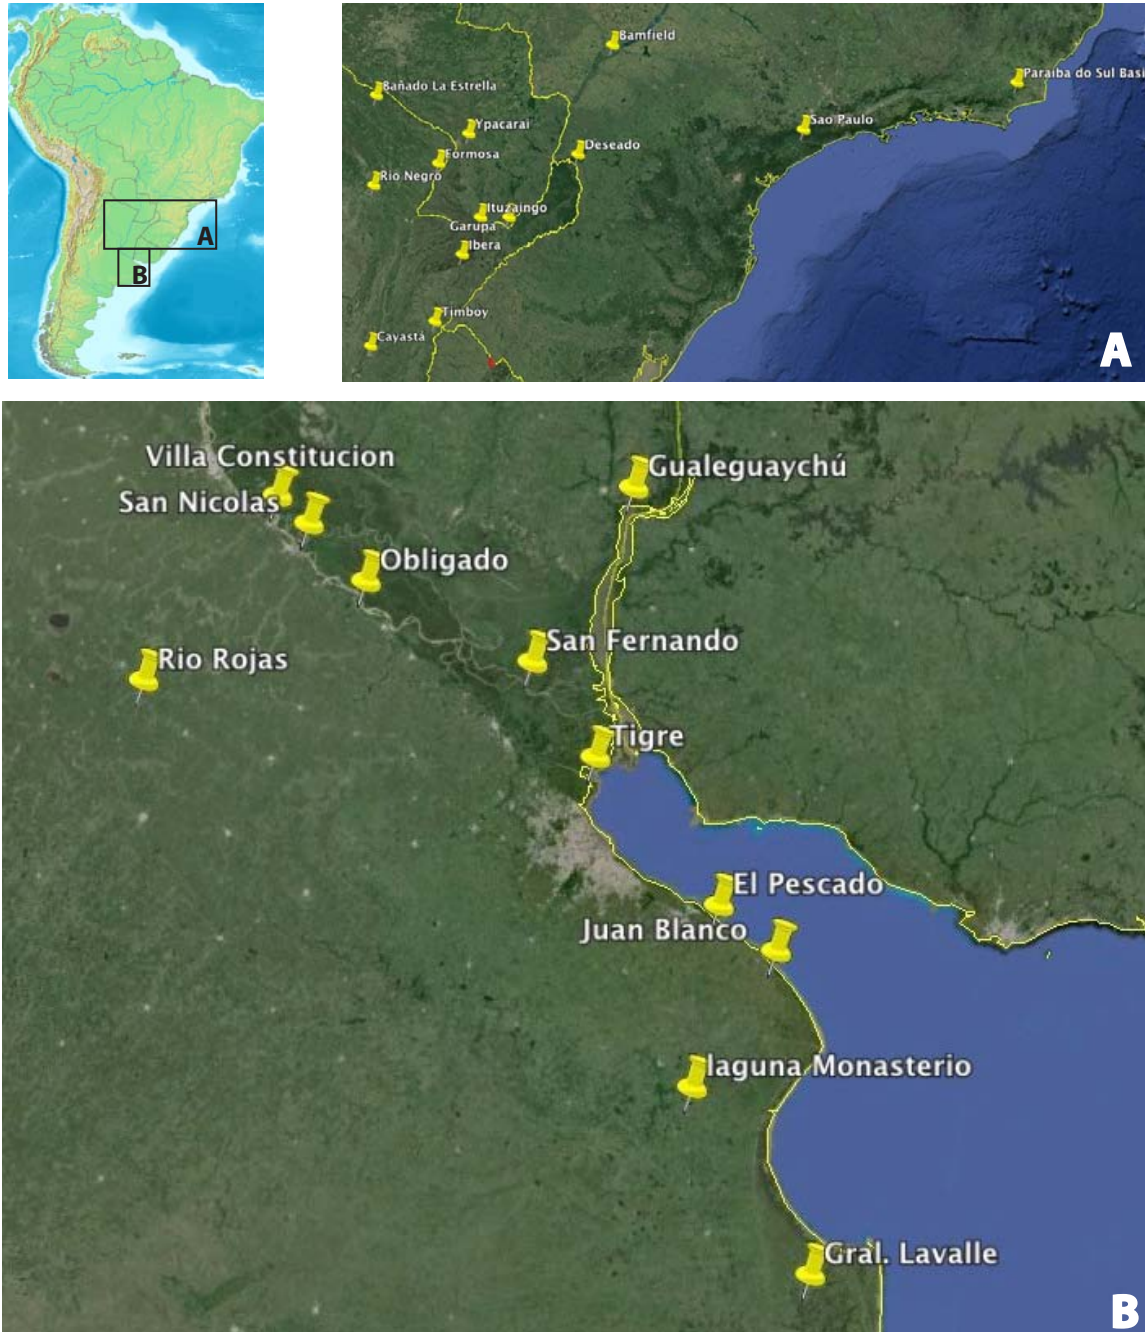 A
B
Bamfield
Bañado La Estrella
Paraiba do Sul Basi
Ypacarai
Sao Paulo
Deseado
Formosa
Rio Negro
Ituzaingo
Garupa
Ibera
Timboy
Cayastá
A
Villa Constitucion
Gualeguaychú
San Nicolas
Obligado
San Fernando
Rio Rojas
Tigre
El Pescado
Juan Blanco
laguna Monasterio
Gral. Lavalle
B